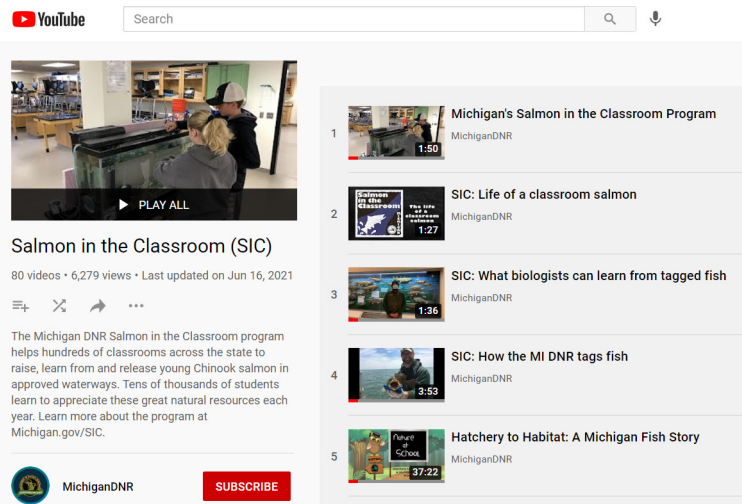 YouTube
Search
PLAY ALL
Salmon in the Classroom (SIC)
80 videos • 6,279 views • Last updated on Jun 16, 2021
The Michigan DNR Salmon in the Classroom program
helps hundreds of classrooms across the state to
raise, learn from and release young Chinook salmon in
approved waterways. Tens of thousands of students
learn to appreciate these great natural resources each
year. Learn more about the program at
Michigan.gov/SIC.
MichiganDNR
SUBSCRIBE
1
1:50
Michigan's Salmon in the Classroom Program
MichiganDNR
2
Salmon
in the
Classroom
The life
of a
classroom
salmon
1:27
SIC: Life of a classroom salmon
MichiganDNR
3
1:36
SIC: What biologists can learn from tagged fish
MichiganDNR
4
3:53
SIC: How the MI DNR tags fish
MichiganDNR
5
Nature
at
SCHOOL
37:22
Hatchery to Habitat: A Michigan Fish Story
MichiganDNR